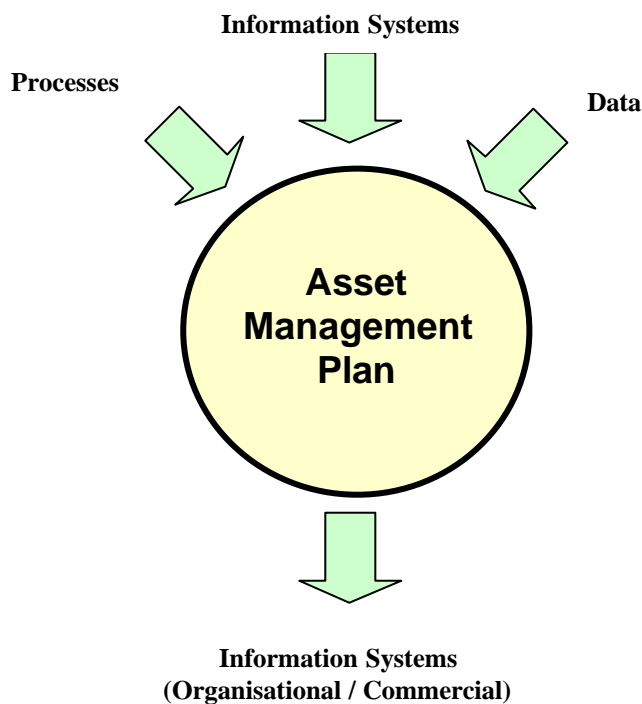 Information Systems
Processes
Data
Asset
Management
Plan
Information Systems
(Organisational / Commercial)